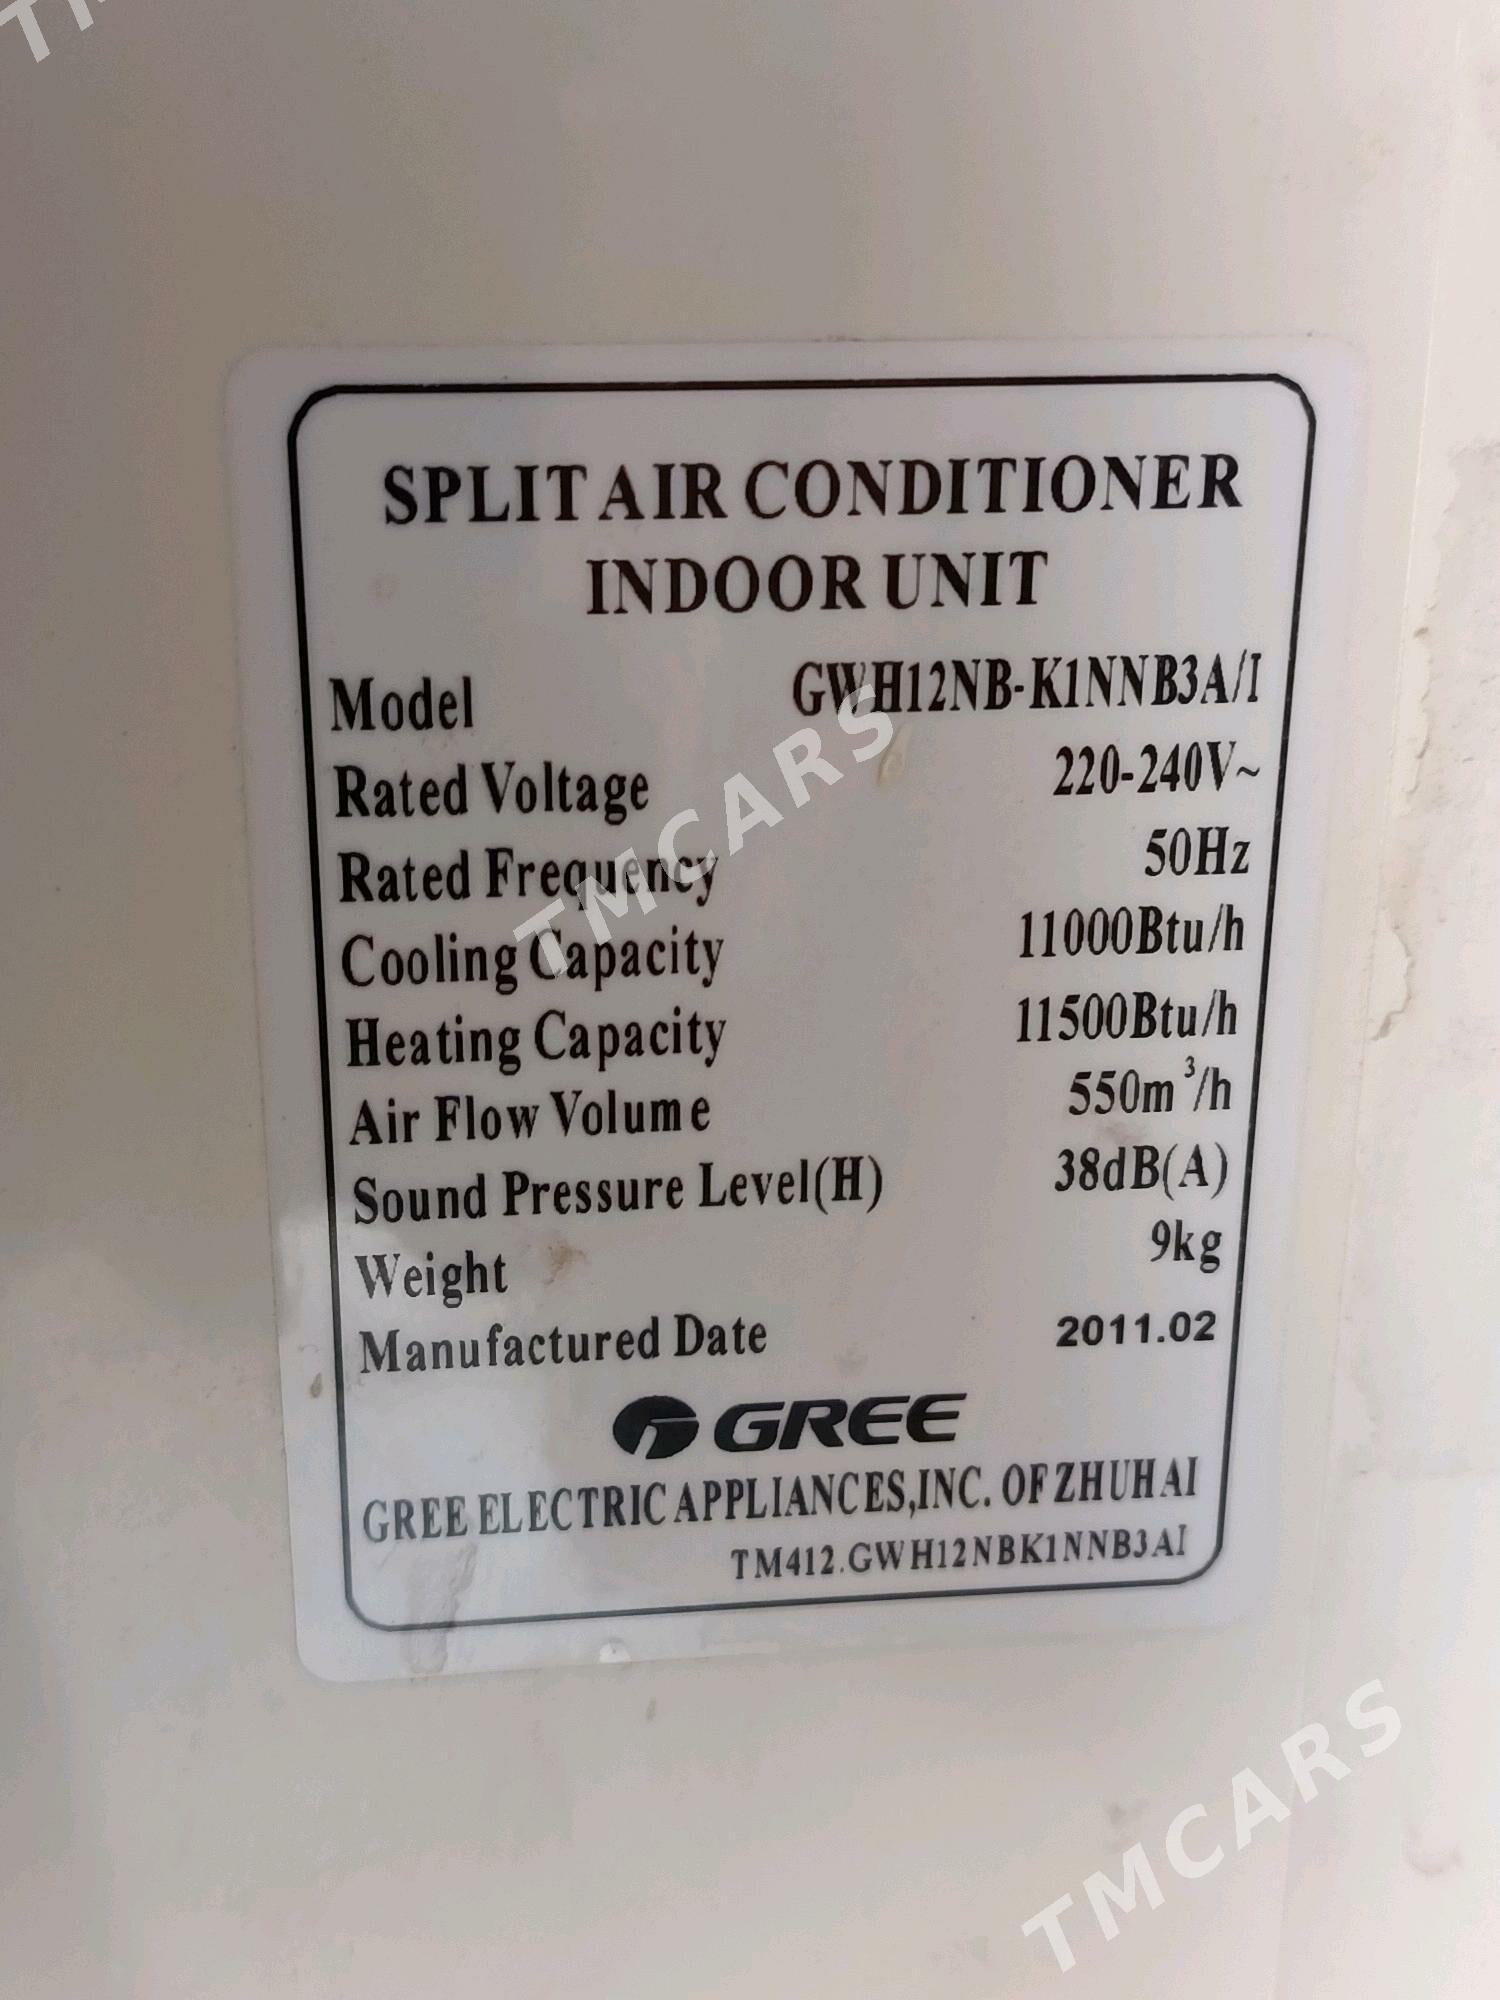 SPLIT AIR CONDITIONER
INDOOR UNIT
Model GWH12NB-K1NNB3A/I
Rated Voltage 220-240V~
Rated Frequency 50Hz
Cooling Capacity 11000Btu/h
Heating Capacity 11500Btu/h
Air Flow Volume 550m³/h
Sound Pressure Level(H) 38dB(A)
Weight 9kg
Manufactured Date 2011.02
GREE
GREE ELECTRIC APPLIANCES,INC. OF ZHUHAI
TM412.GWH12NBK1NNB3AI
TMCARS
TMCARS